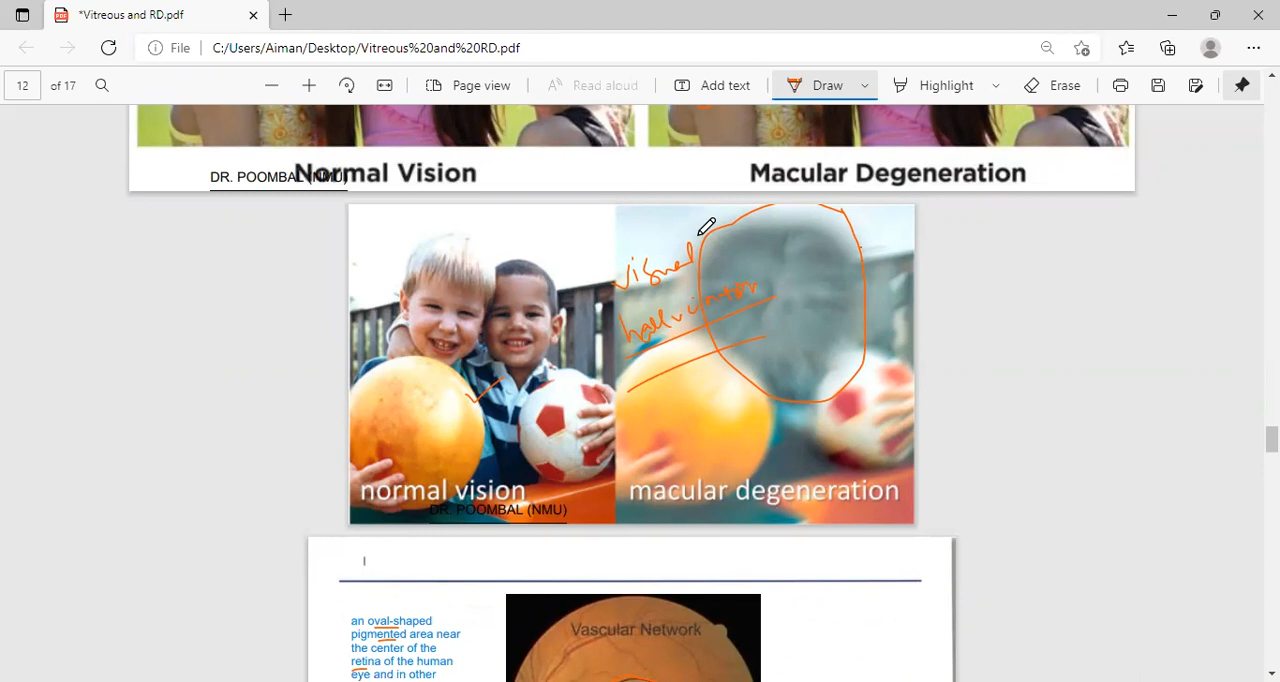 *Vitreous and RD.pdf
File
C:/Users/Aiman/Desktop/Vitreous%20and%20RD.pdf
12 of 17
Page view
Read aloud
Add text
Draw
Highlight
Erase
DR. POOMBAL (NMU)
Normal Vision
Macular Degeneration
visual
normal vision
DR. POOMBAL (NMU)
macular degeneration
an oval-shaped
pigmented area near
the center of the
retina of the human
eye and in other
Vascular Network